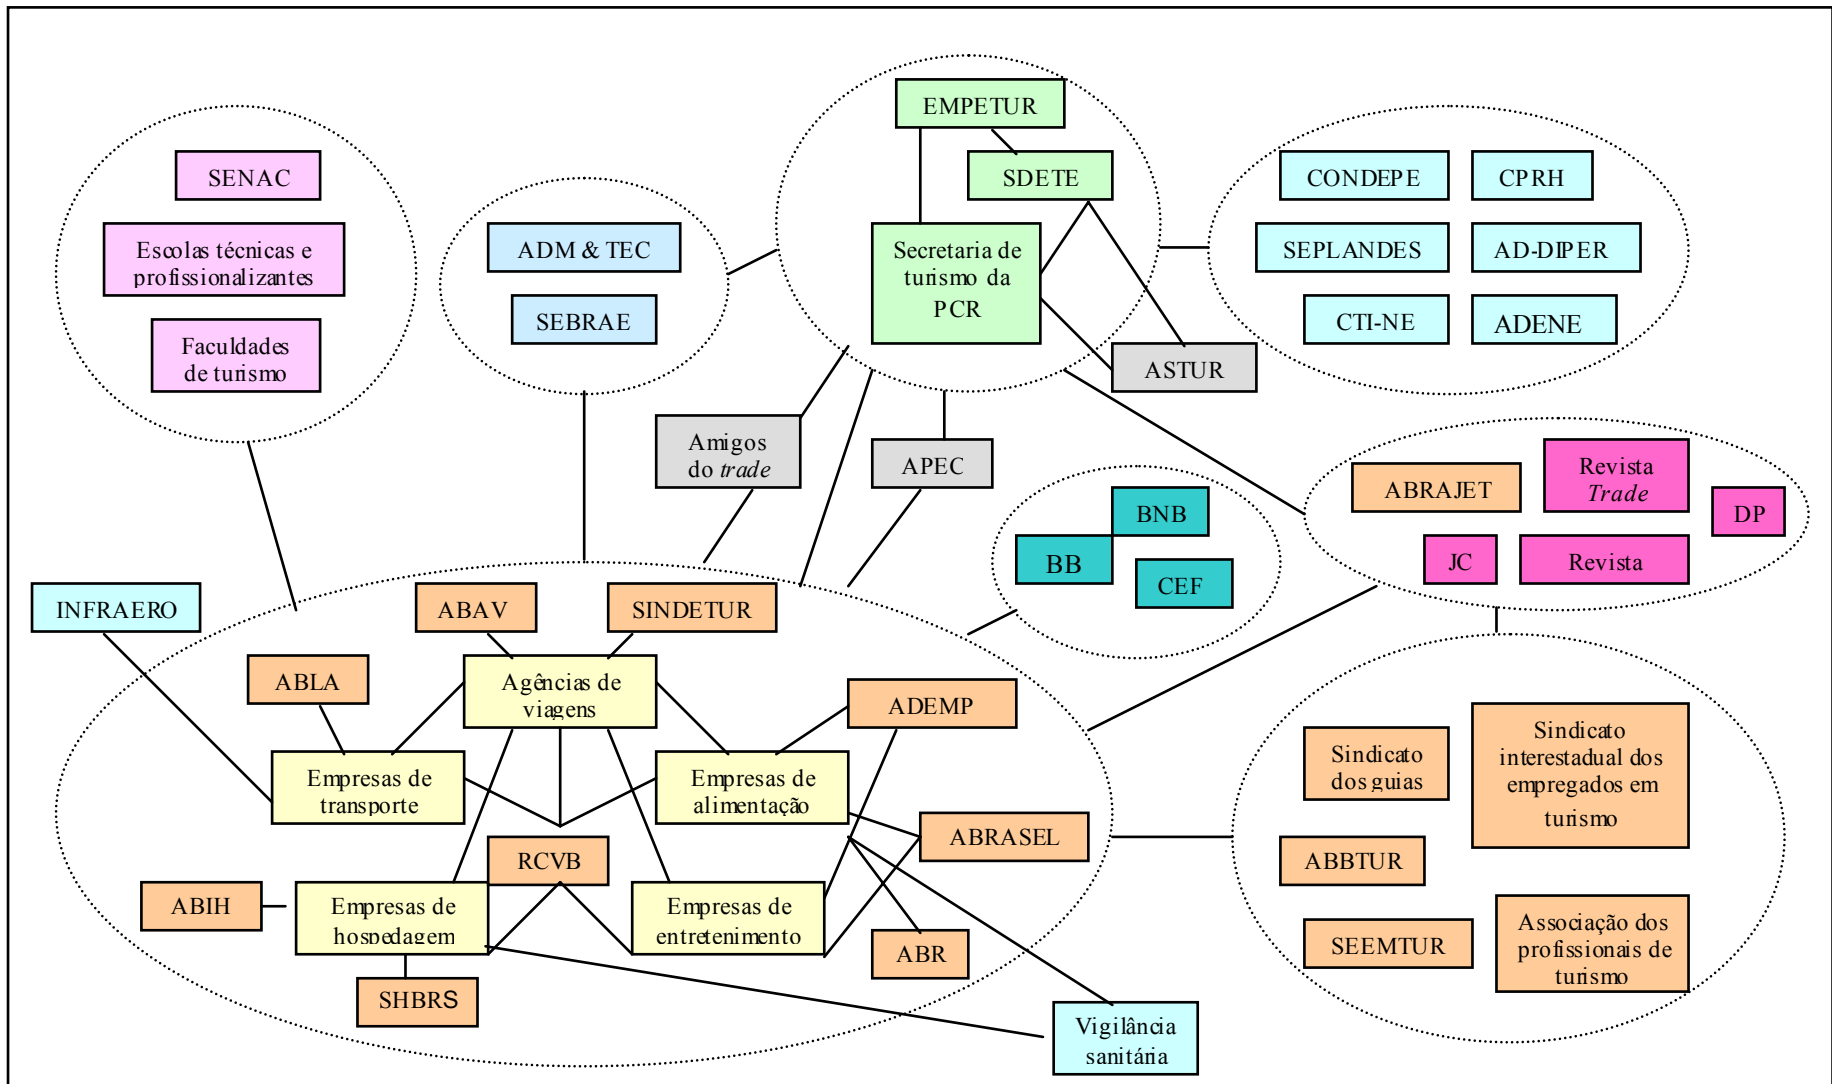 EMPETUR
SENAC
SDETE
CONDEPE
CPRH
Escolas técnicas e
profissionalizantes
ADM & TEC
Secretaria de
turismo da
PCR
SEPLANDES
AD-DIPER
SEBRAE
CTI-NE
ADENE
Faculdades
de turismo
ASTUR
Amigos
do trade
APEC
ABRAJET
Revista
Trade
DP
BNB
BB
CEF
JC
Revista
INFRAERO
ABAV
SINDETUR
ABLA
Agências de
viagens
ADEMP
Sindicato
dos guias
Sindicato
interestadual dos
empregados em
turismo
Empresas de
transporte
Empresas de
alimentação
RCVB
ABRASEL
ABBTUR
ABIH
Empresas de
hospedagem
Empresas de
entretenimento
ABR
SEEMTUR
Associação dos
profissionais de
turismo
SHBRS
Vigilância
sanitária